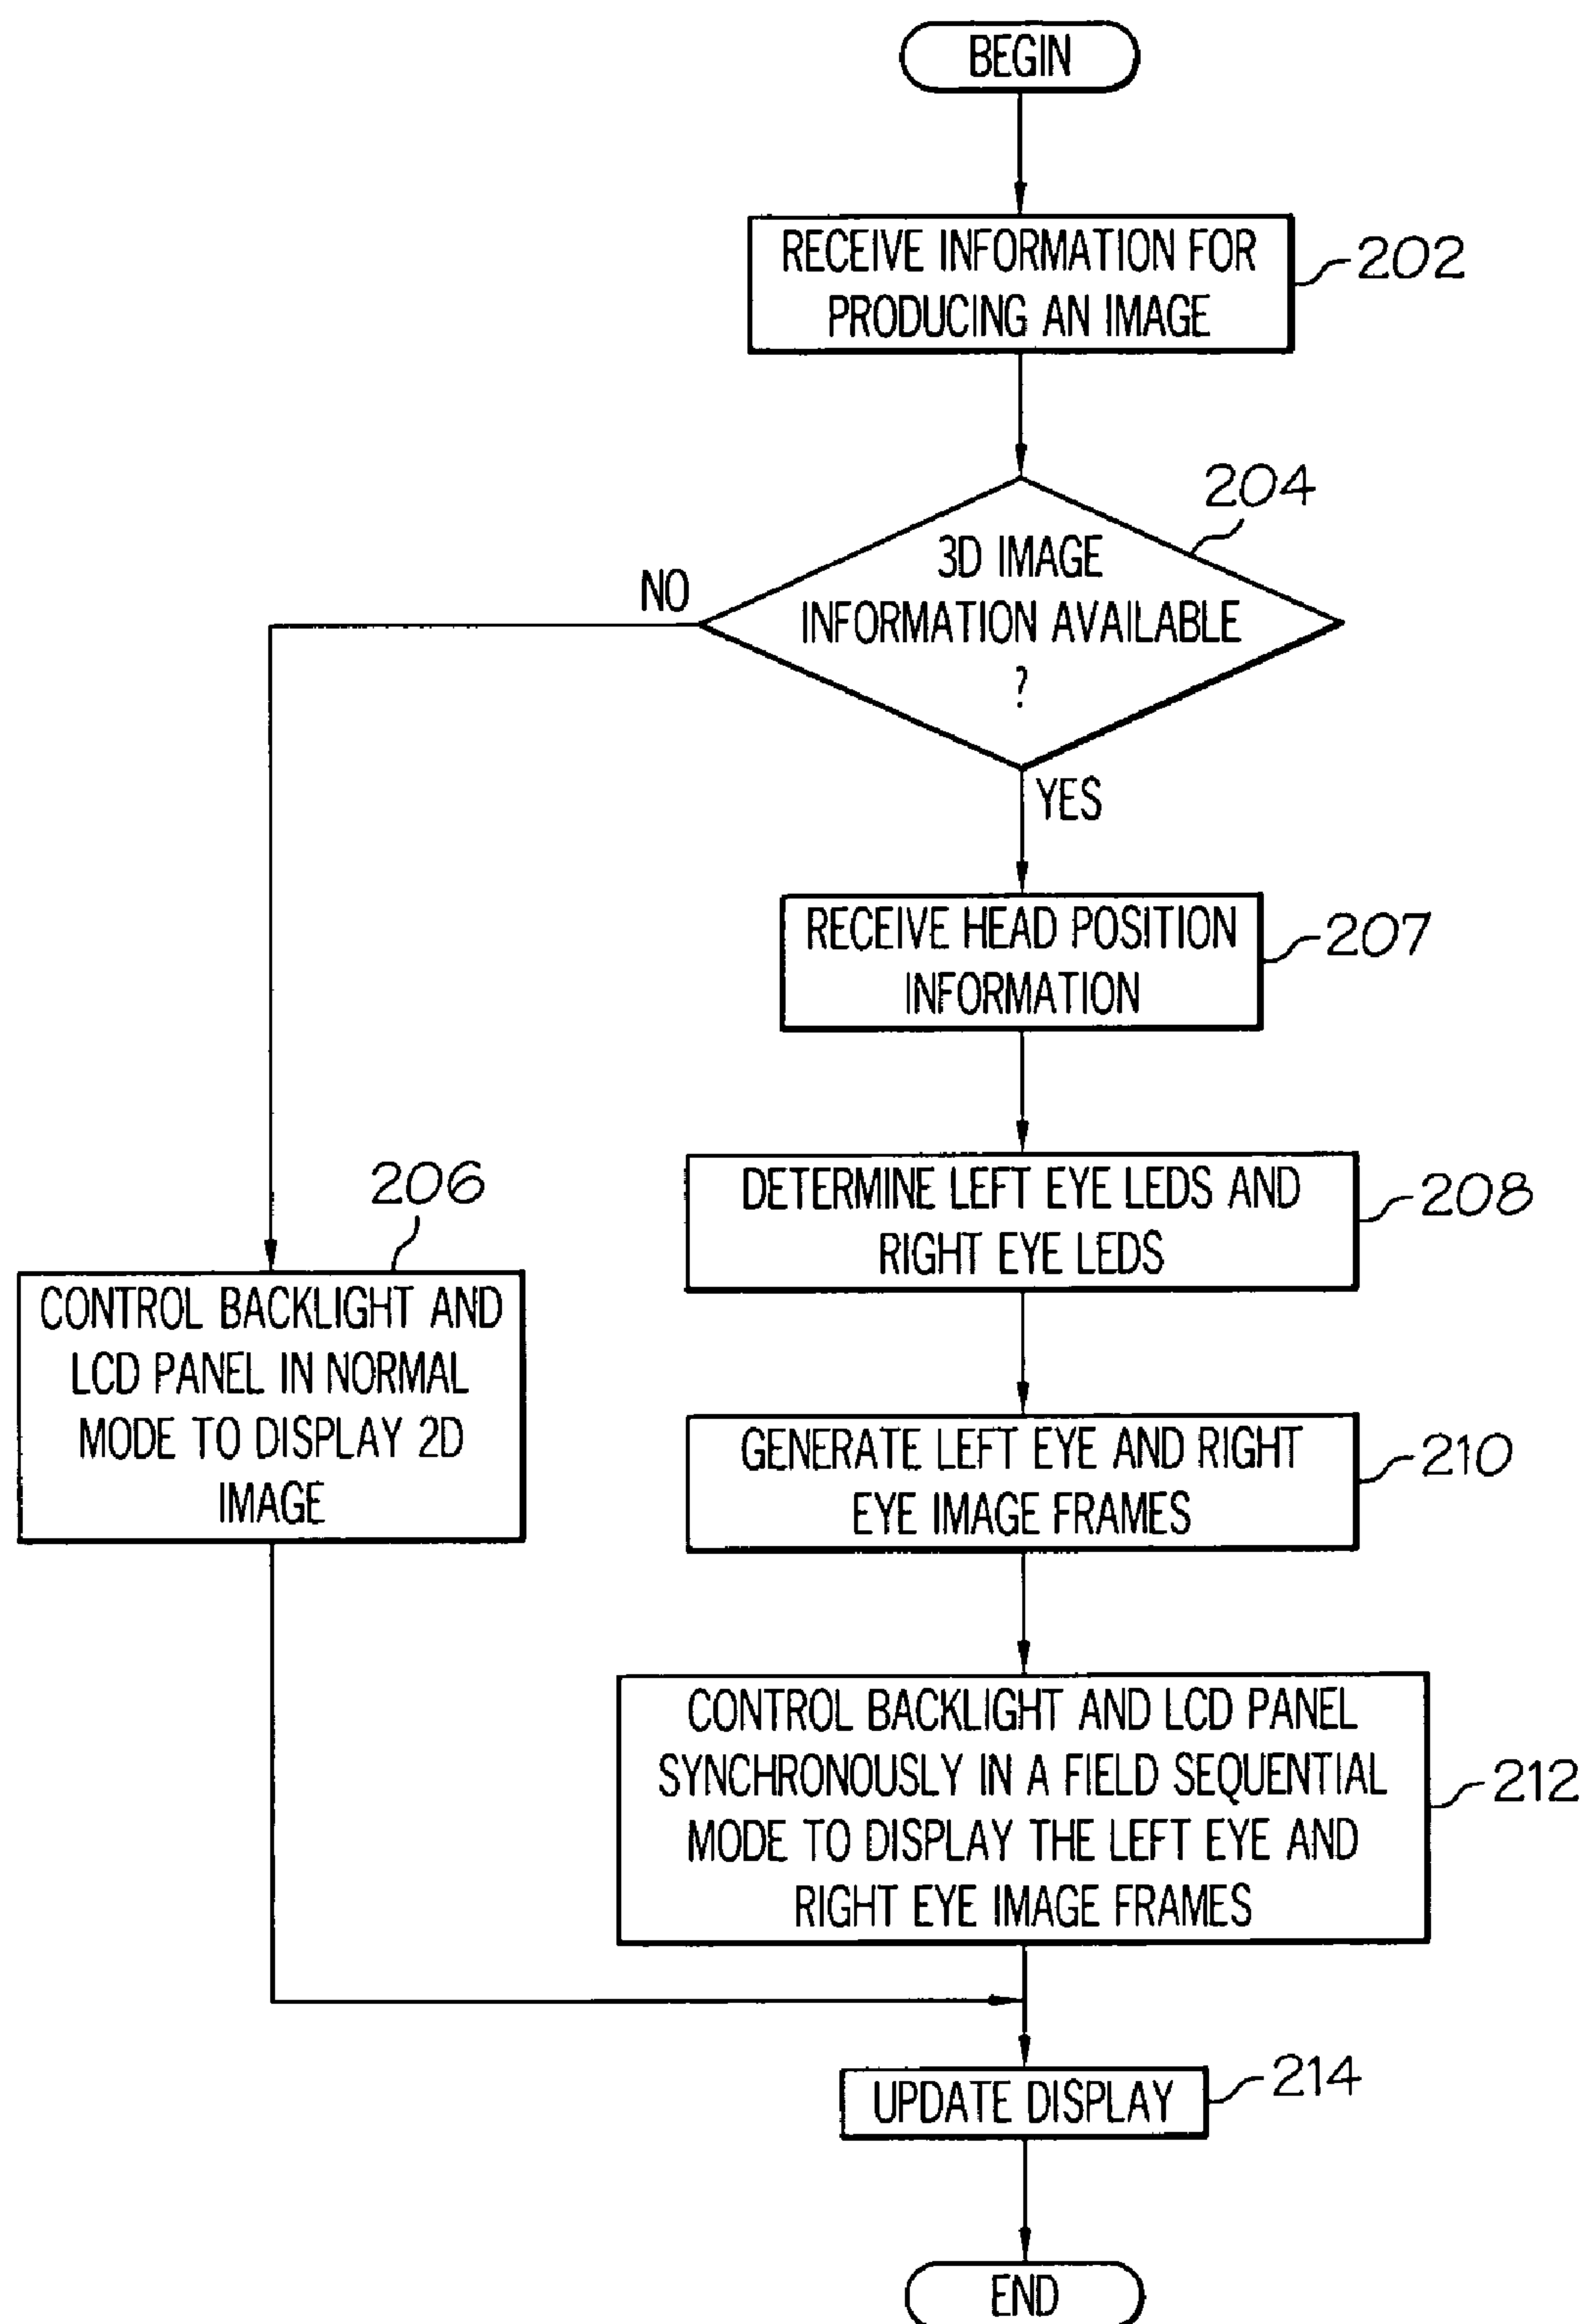 BEGIN
RECEIVE INFORMATION FOR
PRODUCING AN IMAGE
202
204
3D IMAGE
INFORMATION AVAILABLE
?
NO
YES
RECEIVE HEAD POSITION
INFORMATION
207
DETERMINE LEFT EYE LEDS AND
RIGHT EYE LEDS
208
206
CONTROL BACKLIGHT AND
LCD PANEL IN NORMAL
MODE TO DISPLAY 2D
IMAGE
GENERATE LEFT EYE AND RIGHT
EYE IMAGE FRAMES
210
CONTROL BACKLIGHT AND LCD PANEL
SYNCHRONOUSLY IN A FIELD SEQUENTIAL
MODE TO DISPLAY THE LEFT EYE AND
RIGHT EYE IMAGE FRAMES
212
UPDATE DISPLAY
214
END